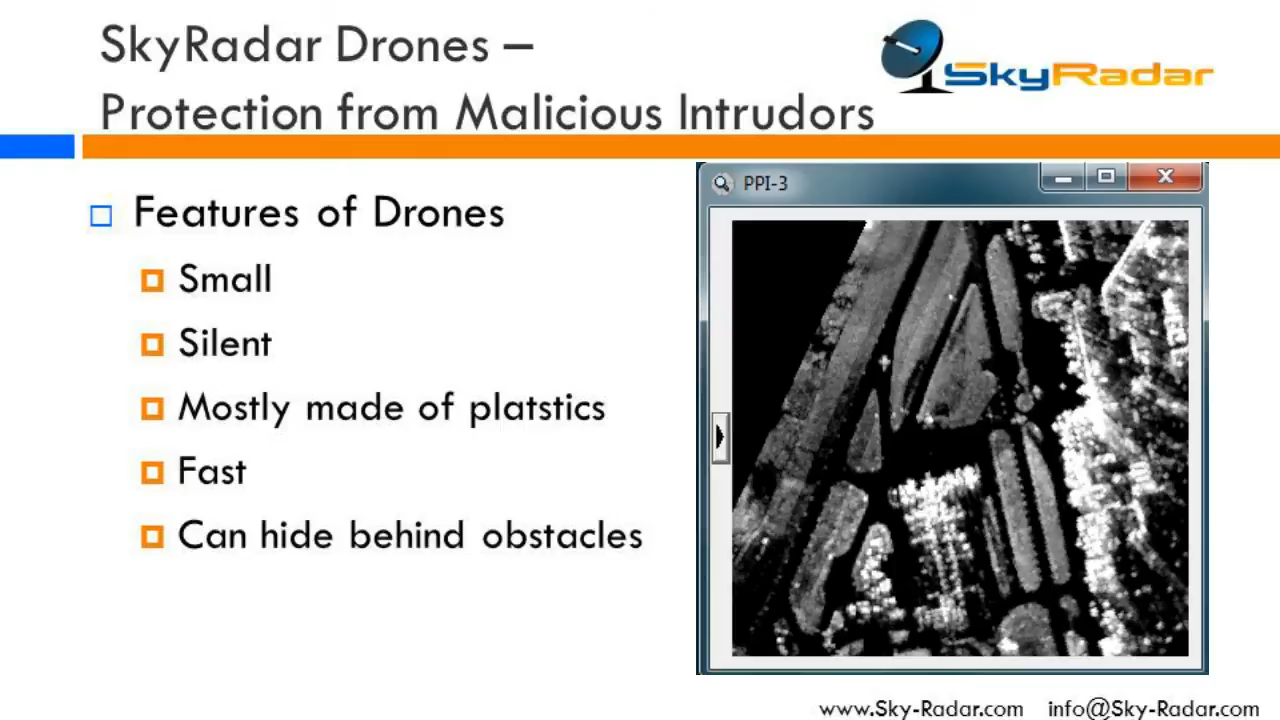 SkyRadar Drones –
Protection from Malicious Intrudors
SkyRadar
Features of Drones
Small
Silent
Mostly made of platstics
Fast
Can hide behind obstacles
PPI-3
www.Sky-Radar.com info@Sky-Radar.com